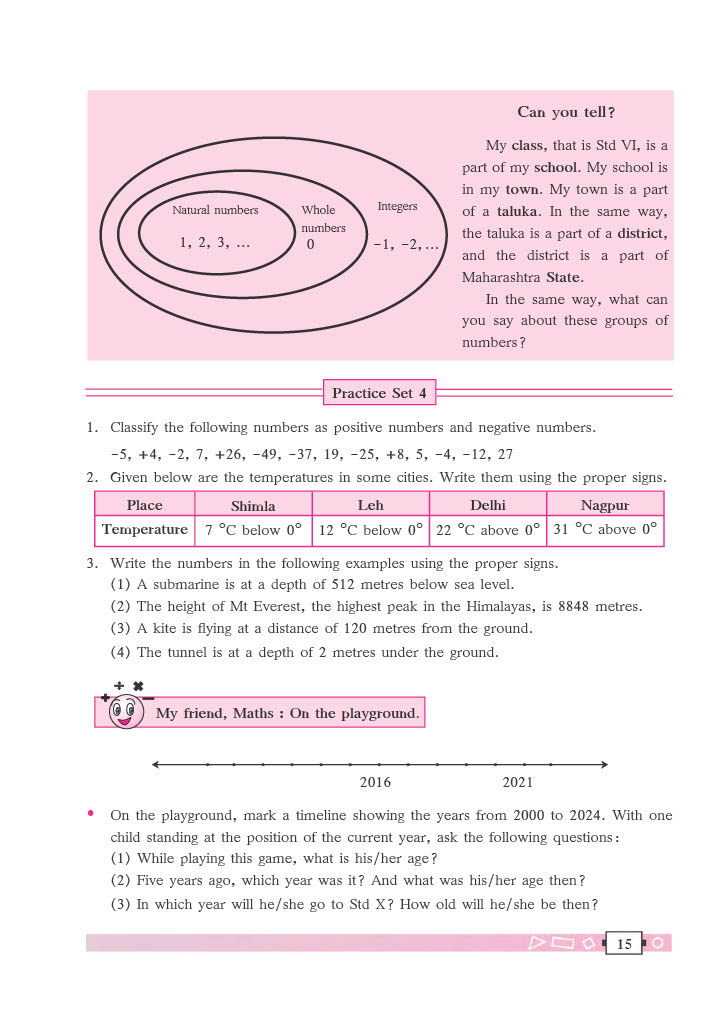 Can you tell?
My class, that is Std VI, is a
part of my school. My school is
in my town. My town is a part
of a taluka. In the same way,
the taluka is a part of a district,
and the district is a part of
Maharashtra State.
In the same way, what can
you say about these groups of
numbers?
Natural numbers
1, 2, 3, ...
Whole
numbers
0
Integers
−1, −2,...
Practice Set 4
1. Classify the following numbers as positive numbers and negative numbers.
−5, +4, −2, 7, +26, −49, −37, 19, −25, +8, 5, −4, −12, 27
2. Given below are the temperatures in some cities. Write them using the proper signs.
Place Shimla Leh Delhi Nagpur
Temperature 7 °C below 0° 12 °C below 0° 22 °C above 0° 31 °C above 0°
3. Write the numbers in the following examples using the proper signs.
(1) A submarine is at a depth of 512 metres below sea level.
(2) The height of Mt Everest, the highest peak in the Himalayas, is 8848 metres.
(3) A kite is flying at a distance of 120 metres from the ground.
(4) The tunnel is at a depth of 2 metres under the ground.
My friend, Maths : On the playground.
2016 2021
• On the playground, mark a timeline showing the years from 2000 to 2024. With one
child standing at the position of the current year, ask the following questions:
(1) While playing this game, what is his/her age?
(2) Five years ago, which year was it? And what was his/her age then?
(3) In which year will he/she go to Std X? How old will he/she be then?
15